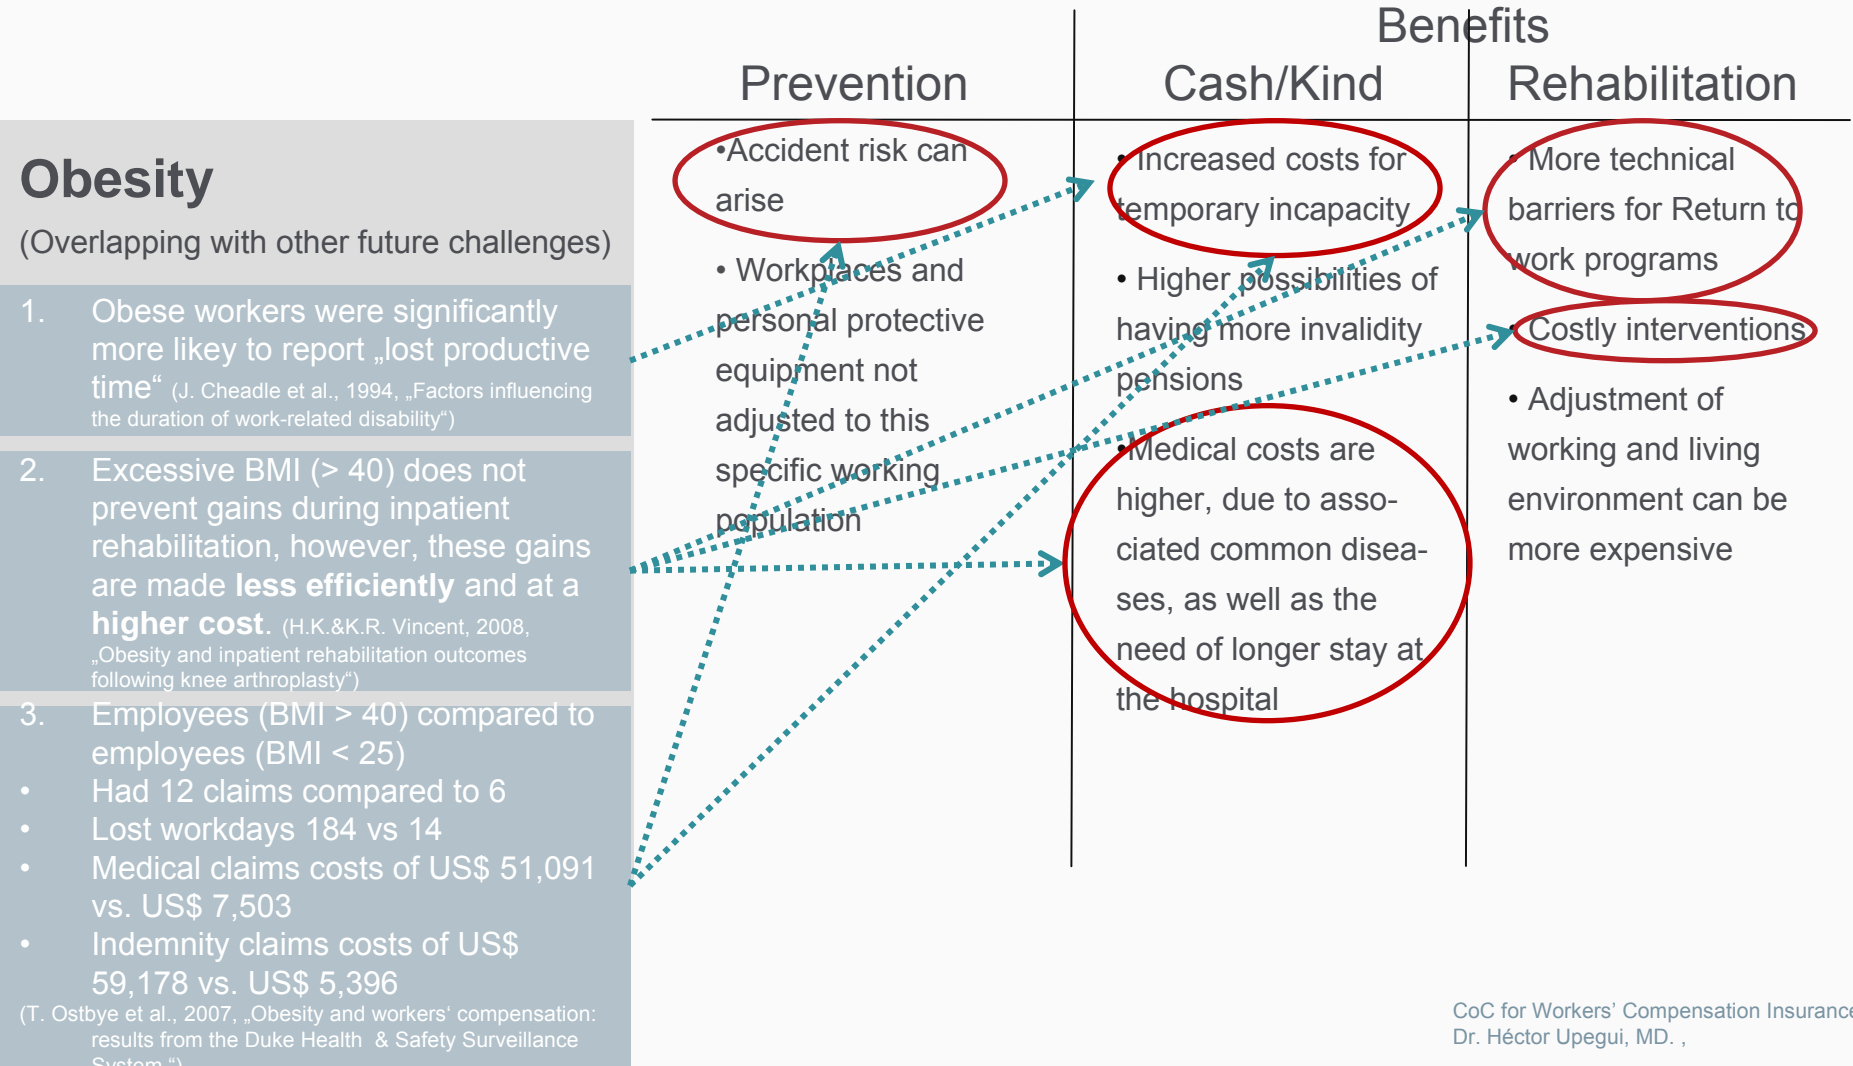 Benefits
Prevention
Cash/Kind
Rehabilitation
Obesity
(Overlapping with other future challenges)
1. Obese workers were significantly
more likey to report „lost productive
time“ (J. Cheadle et al., 1994, „Factors influencing
the duration of work-related disability“)
2. Excessive BMI (> 40) does not
prevent gains during inpatient
rehabilitation, however, these gains
are made less efficiently and at a
higher cost. (H.K.&K.R. Vincent, 2008,
„Obesity and inpatient rehabilitation outcomes
following knee arthroplasty“)
3. Employees (BMI > 40) compared to
employees (BMI < 25)
• Had 12 claims compared to 6
• Lost workdays 184 vs 14
• Medical claims costs of US$ 51,091
vs. US$ 7,503
• Indemnity claims costs of US$
59,178 vs. US$ 5,396
(T. Ostbye et al., 2007, „Obesity and workers‘ compensation:
results from the Duke Health & Safety Surveillance
System “)
•Accident risk can
arise
• Workplaces and
personal protective
equipment not
adjusted to this
specific working
population
• Increased costs for
temporary incapacity
• Higher possibilities of
having more invalidity
pensions
•Medical costs are
higher, due to asso-
ciated common disea-
ses, as well as the
need of longer stay at
the hospital
• More technical
barriers for Return to
work programs
• Costly interventions
• Adjustment of
working and living
environment can be
more expensive
CoC for Workers’ Compensation Insurance
Dr. Héctor Upegui, MD. ,